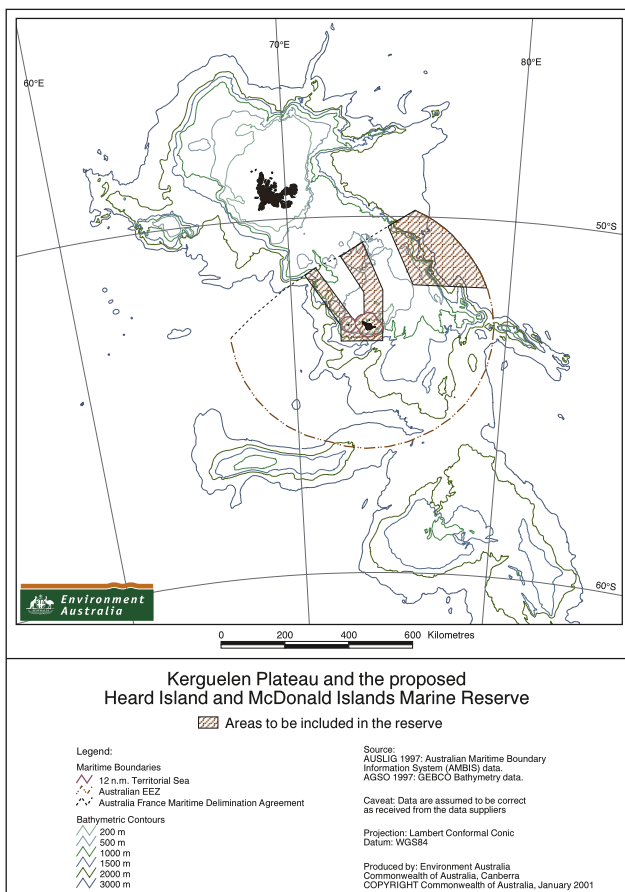 70°E
80°E
60°E
50°S
60°S
Environment
Australia
0 200 400 600 Kilometres
Kerguelen Plateau and the proposed
Heard Island and McDonald Islands Marine Reserve
Areas to be included in the reserve
Legend:
Maritime Boundaries
12 n.m. Territorial Sea
Australian EEZ
Australia France Maritime Delimination Agreement
Bathymetric Contours
200 m
500 m
1000 m
1500 m
2000 m
3000 m
Source:
AUSLIG 1997: Australian Maritime Boundary
Information System (AMBIS) data.
AGSO 1997: GEBCO Bathymetry data.
Caveat: Data are assumed to be correct
as received from the data suppliers
Projection: Lambert Conformal Conic
Datum: WGS84
Produced by: Environment Australia
Commonwealth of Australia, Canberra
COPYRIGHT Commonwealth of Australia, January 2001